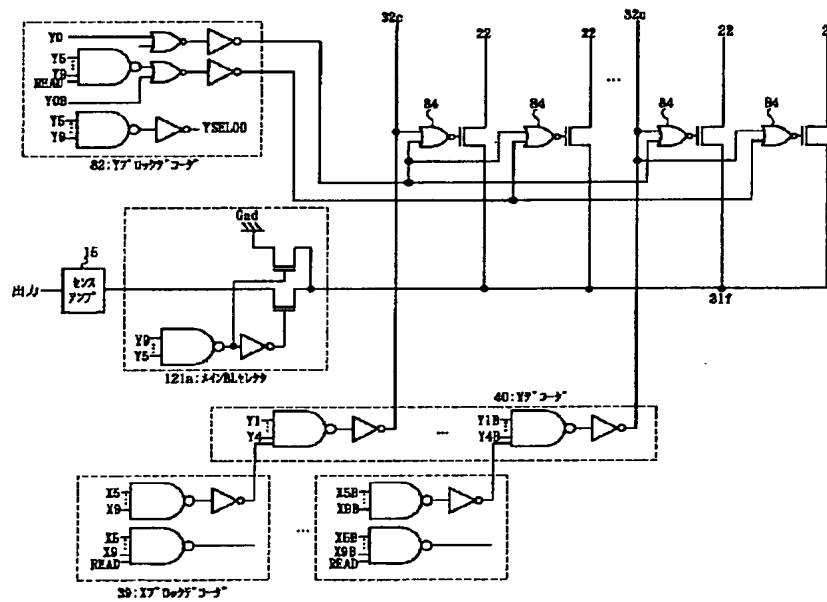 32c
22
22
32c
22
2
Y0
Y5
Y9
READ
Y0B
Y5
Y9
YSEL00
82:Yブロックデコーダ
84
84
84
84
Gnd
15
センス
アンプ
出力
Y9
Y5
121a:メインBLセレクタ
31f
40:Yデコーダ
Y1
Y4
...
Y1B
Y4B
X5
X9
X5B
X9B
...
X5
X9
READ
X5B
X9B
READ
39:Xブロックデコーダ